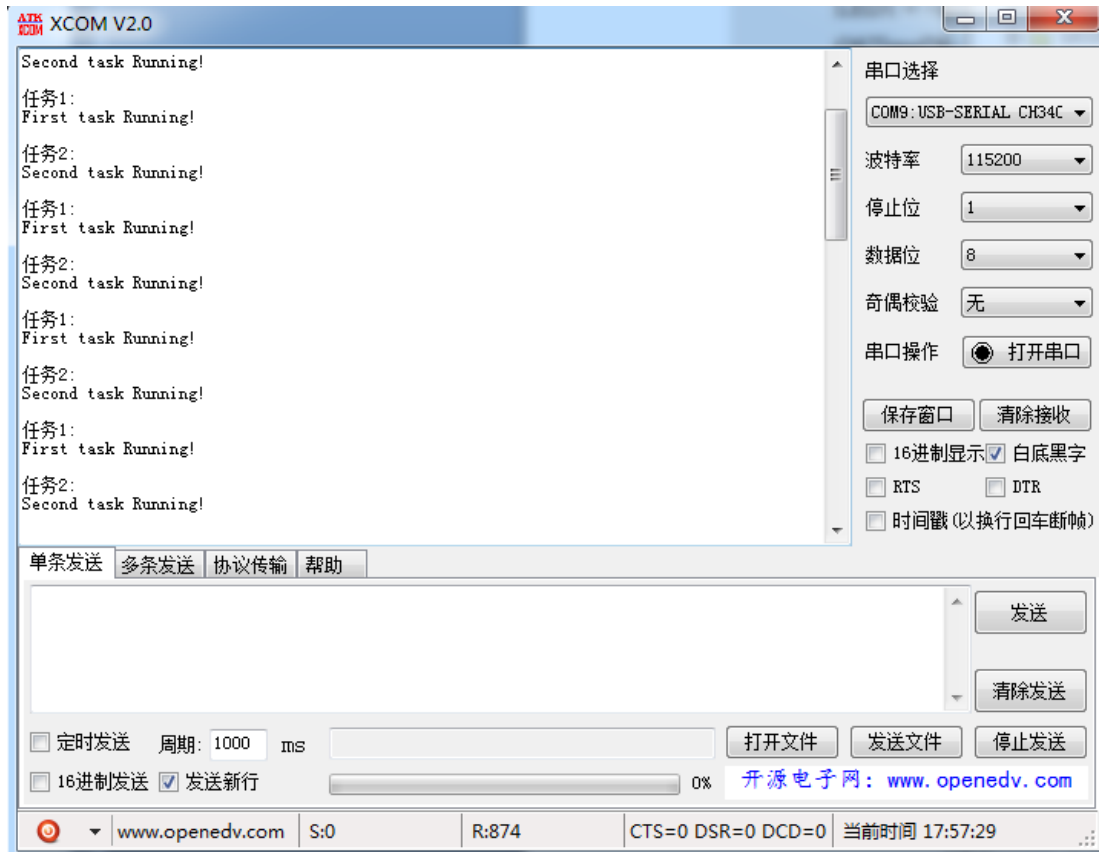 ATK
XCOM
XCOM V2.0
Second task Running!
任务1:
First task Running!
任务2:
Second task Running!
任务1:
First task Running!
任务2:
Second task Running!
任务1:
First task Running!
任务2:
Second task Running!
任务1:
First task Running!
任务2:
Second task Running!
串口选择
COM9:USB-SERIAL CH34C
波特率 115200
停止位 1
数据位 8
奇偶校验 无
串口操作 打开串口
保存窗口 清除接收
16进制显示 白底黑字
RTS DTR
时间戳(以换行回车断帧)
单条发送 多条发送 协议传输 帮助
发送
清除发送
定时发送 周期: 1000 ms 打开文件 发送文件 停止发送
16进制发送 发送新行 0% 开源电子网: www.openedv.com
www.openedv.com S:0 R:874 CTS=0 DSR=0 DCD=0 当前时间 17:57:29